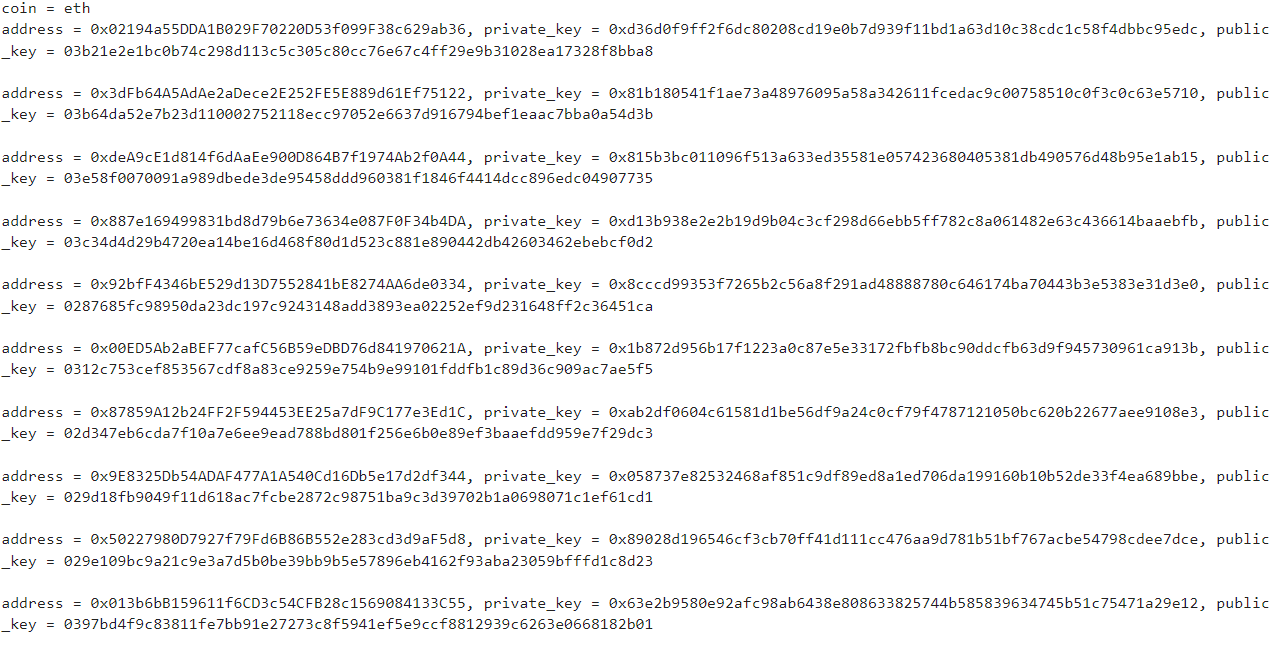 coin = eth
address = 0x02194a55DDA1B029F70220D53f099F38c629ab36, private_key = 0xd36d0f9ff2f6dc80208cd19e0b7d939f11bd1a63d10c38cdc1c58f4dbbc95edc, public
_key = 03b21e2e1bc0b74c298d113c5c305c80cc76e67c4ff29e9b31028ea17328f8bba8
address = 0x3dFb64A5AdAe2aDece2E252FE5E889d61Ef75122, private_key = 0x81b180541f1ae73a48976095a58a342611fcedac9c00758510c0f3c0c63e5710, public
_key = 03b64da52e7b23d110002752118ecc97052e6637d916794bef1eaac7bba0a54d3b
address = 0xdeA9cE1d814f6dAaEe900D864B7f1974Ab2f0A44, private_key = 0x815b3bc011096f513a633ed35581e057423680405381db490576d48b95e1ab15, public
_key = 03e58f0070091a989dbede3de95458ddd960381f1846f4414dcc896edc04907735
address = 0x887e169499831bd8d79b6e73634e087F0F34b4DA, private_key = 0xd13b938e2e2b19d9b04c3cf298d66ebb5ff782c8a061482e63c436614baaebfb, public
_key = 03c34d4d29b4720ea14be16d468f80d1d523c881e890442db42603462ebebcf0d2
address = 0x92bfF4346bE529d13D7552841bE8274AA6de0334, private_key = 0x8cccd99353f7265b2c56a8f291ad48888780c646174ba70443b3e5383e31d3e0, public
_key = 0287685fc98950da23dc197c9243148add3893ea02252ef9d231648ff2c36451ca
address = 0x00ED5Ab2aBEF77cafC56B59eDBD76d841970621A, private_key = 0x1b872d956b17f1223a0c87e5e33172fbfb8bc90ddcfb63d9f945730961ca913b, public
_key = 0312c753cef853567cdf8a83ce9259e754b9e99101fddfb1c89d36c909ac7ae5f5
address = 0x87859A12b24FF2F594453EE25a7dF9C177e3Ed1C, private_key = 0xab2df0604c61581d1be56df9a24c0cf79f4787121050bc620b22677aee9108e3, public
_key = 02d347eb6cda7f10a7e6ee9ead788bd801f256e6b0e89ef3baaefdd959e7f29dc3
address = 0x9E8325Db54ADAF477A1A540Cd16Db5e17d2df344, private_key = 0x058737e82532468af851c9df89ed8a1ed706da199160b10b52de33f4ea689bbe, public
_key = 029d18fb9049f11d618ac7fcbe2872c98751ba9c3d39702b1a0698071c1ef61cd1
address = 0x50227980D7927f79Fd6B86B552e283cd3d9aF5d8, private_key = 0x89028d196546cf3cb70ff41d111cc476aa9d781b51bf767acbe54798cdee7dce, public
_key = 029e109bc9a21c9e3a7d5b0be39bb9b5e57896eb4162f93aba23059bfffd1c8d23
address = 0x013b6bB159611f6CD3c54CFB28c1569084133C55, private_key = 0x63e2b9580e92afc98ab6438e808633825744b585839634745b51c75471a29e12, public
_key = 0397bd4f9c83811fe7bb91e27273c8f5941ef5e9ccf8812939c6263e0668182b01